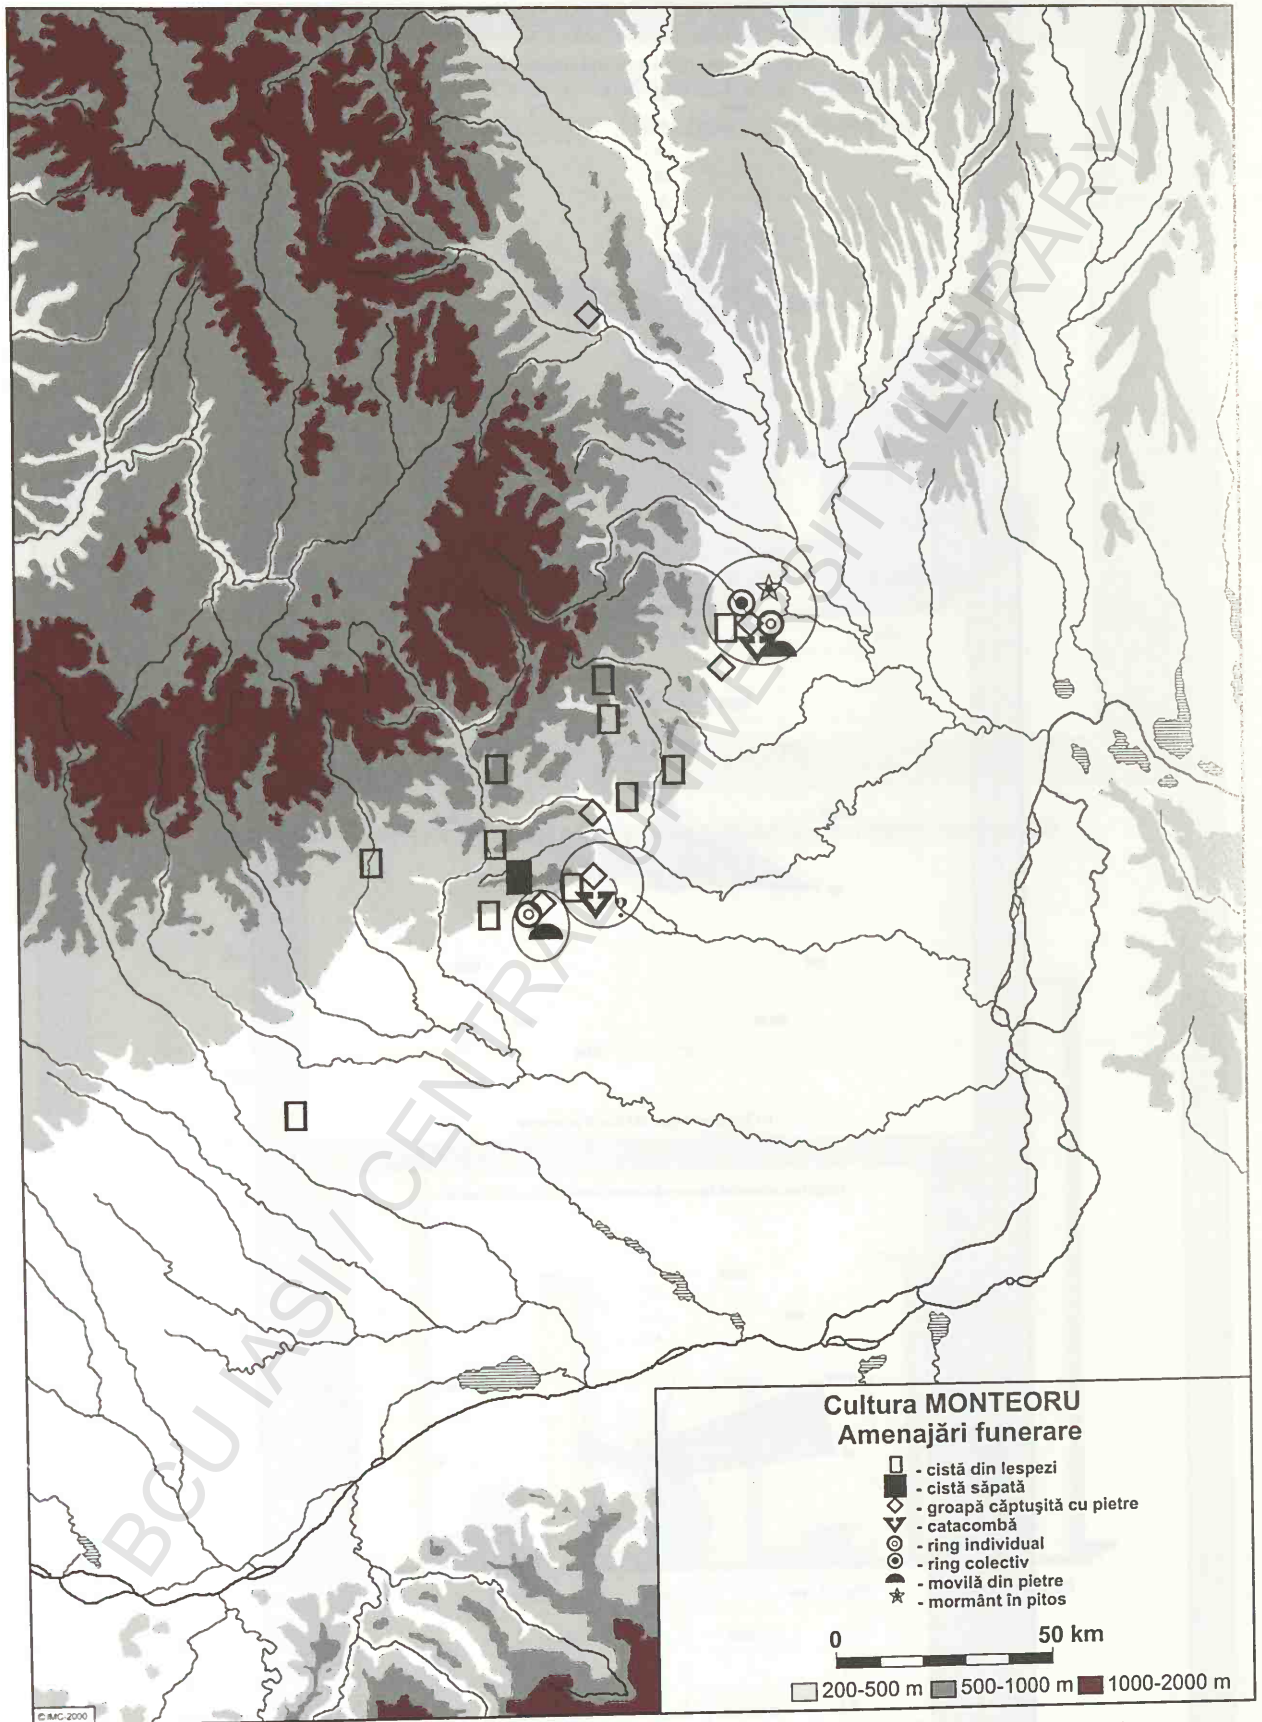 BCU IASI / CENTRAL UNIVERSITY LIBRARY
?
Cultura MONTEORU
Amenajări funerare
- cistă din lespezi
- cistă săpată
- groapă căptuşită cu pietre
- catacombă
- ring individual
- ring colectiv
- movilă din pietre
- mormânt în pitos
0 50 km
200-500 m 500-1000 m 1000-2000 m
© IMC-2000